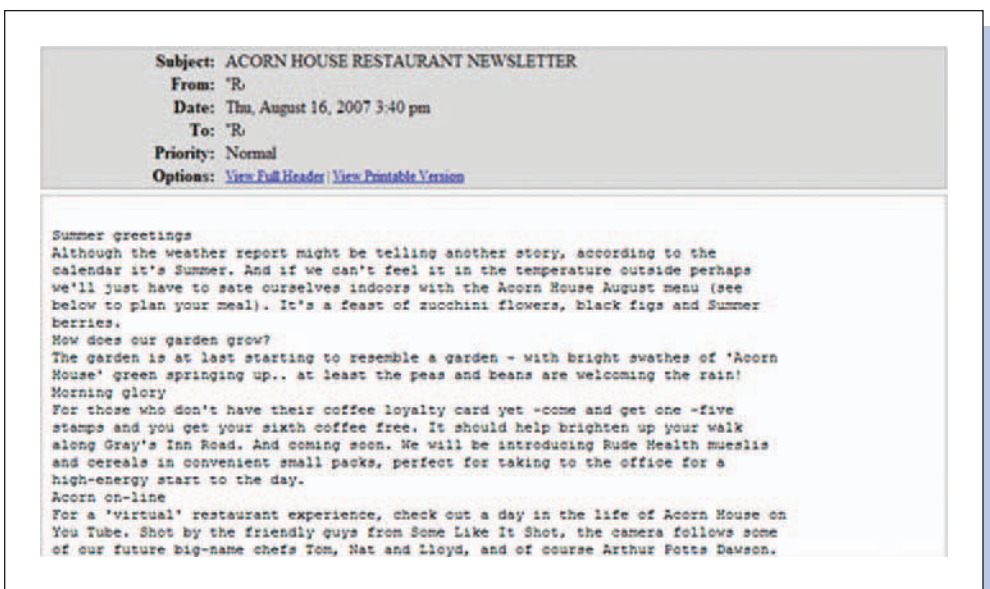 Subject: ACORN HOUSE RESTAURANT NEWSLETTER
From: "R
Date: Thu, August 16, 2007 3:40 pm
To: "R
Priority: Normal
Options: View Full Header | View Printable Version
Summer greetings
Although the weather report might be telling another story, according to the
calendar it's Summer. And if we can't feel it in the temperature outside perhaps
we'll just have to sate ourselves indoors with the Acorn House August menu (see
below to plan your meal). It's a feast of zucchini flowers, black figs and Summer
berries.
How does our garden grow?
The garden is at last starting to resemble a garden - with bright swathes of 'Acorn
House' green springing up.. at least the peas and beans are welcoming the rain!
Morning glory
For those who don't have their coffee loyalty card yet -come and get one -five
stamps and you get your sixth coffee free. It should help brighten up your walk
along Gray's Inn Road. And coming soon. We will be introducing Rude Health mueslis
and cereals in convenient small packs, perfect for taking to the office for a
high-energy start to the day.
Acorn on-line
For a 'virtual' restaurant experience, check out a day in the life of Acorn House on
You Tube. Shot by the friendly guys from Some Like It Shot, the camera follows some
of our future big-name chefs Tom, Nat and Lloyd, and of course Arthur Potts Dawson.